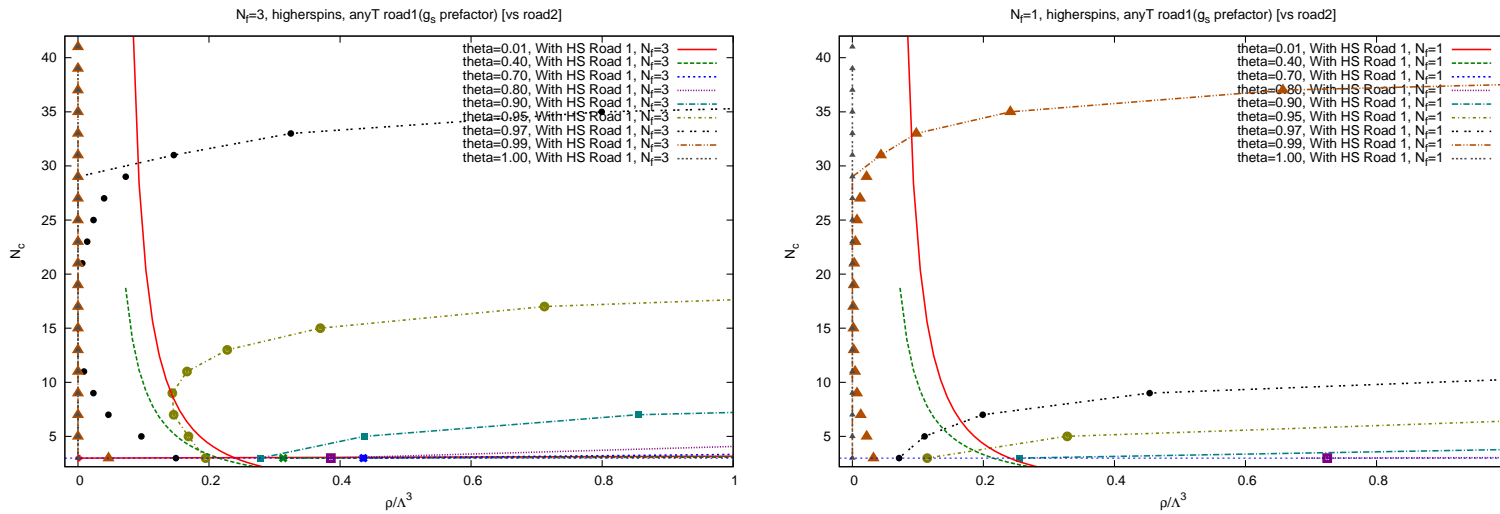 N_f=3, higherspins, anyT road1(g_s prefactor) [vs road2]
theta=0.01, With HS Road 1, N_f=3
theta=0.40, With HS Road 1, N_f=3
theta=0.70, With HS Road 1, N_f=3
theta=0.80, With HS Road 1, N_f=3
theta=0.90, With HS Road 1, N_f=3
theta=0.95, With HS Road 1, N_f=3
theta=0.97, With HS Road 1, N_f=3
theta=0.99, With HS Road 1, N_f=3
theta=1.00, With HS Road 1, N_f=3
40
35
30
25
20
15
10
5
N_c
0 0.2 0.4 0.6 0.8 1
ρ/Λ^3
N_f=1, higherspins, anyT road1(g_s prefactor) [vs road2]
theta=0.01, With HS Road 1, N_f=1
theta=0.40, With HS Road 1, N_f=1
theta=0.70, With HS Road 1, N_f=1
theta=0.80, With HS Road 1, N_f=1
theta=0.90, With HS Road 1, N_f=1
theta=0.95, With HS Road 1, N_f=1
theta=0.97, With HS Road 1, N_f=1
theta=0.99, With HS Road 1, N_f=1
theta=1.00, With HS Road 1, N_f=1
40
35
30
25
20
15
10
5
N_c
0 0.2 0.4 0.6 0.8
ρ/Λ^3